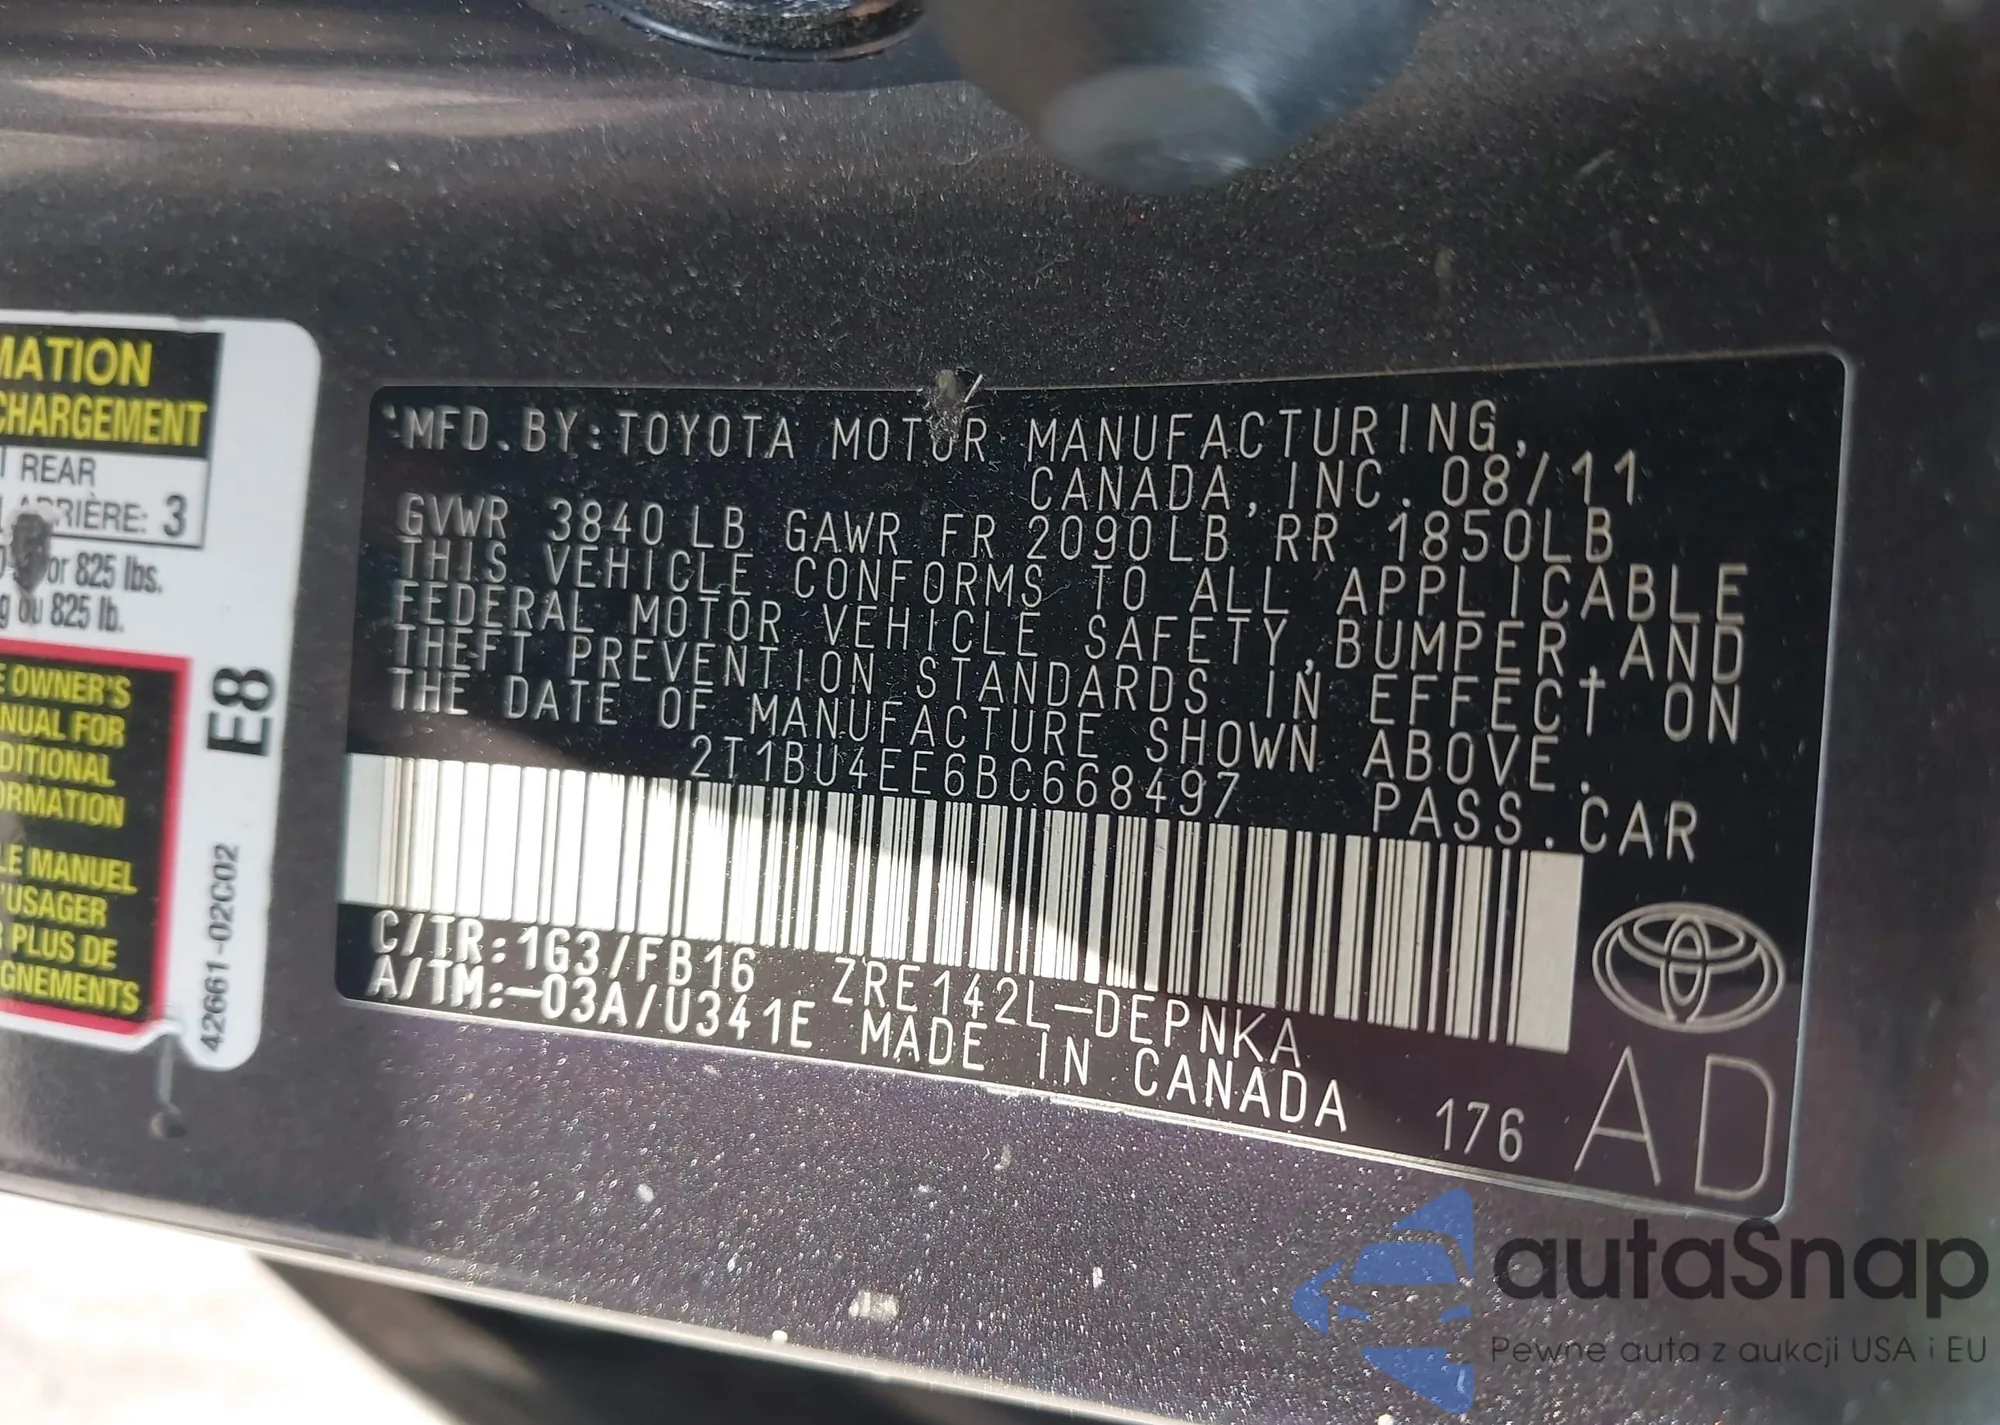 MATION
CHARGEMENT
REAR
ARRIÈRE: 3
or 825 lbs.
g ou 825 lb.
E OWNER'S
NUAL FOR
DITIONAL
ORMATION
LE MANUEL
'USAGER
R PLUS DE
GNEMENTS
E8
42661-02C02
MFD.BY:TOYOTA MOTOR MANUFACTURING,
CANADA, INC. 08/11
GVWR 3840 LB GAWR FR 2090LB RR 1850LB
THIS VEHICLE CONFORMS TO ALL APPLICABLE
FEDERAL MOTOR VEHICLE SAFETY,BUMPER,AND
THEFT PREVENTION STANDARDS IN EFFECT ON
THE DATE OF MANUFACTURE SHOWN ABOVE.
2T1BU4EE6BC668497 PASS.CAR
C/TR:1G3/FB16 ZRE142L-DEPNKA
A/TM:-03A/U341E MADE IN CANADA
176
AD
autaSnap
Pewne auta z aukcji USA i EU